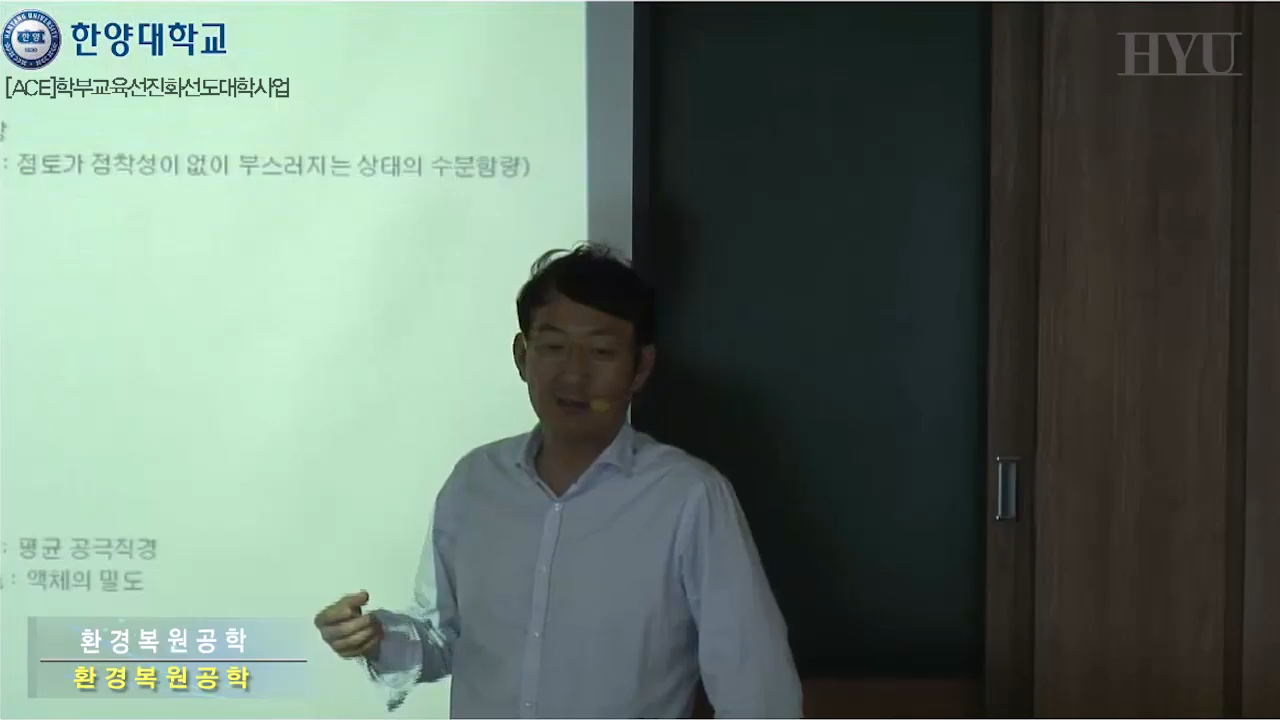 한양대학교
HYU
[ACE]학부교육선진화선도대학사업
: 점토가 점착성이 없이 부스러지는 상태의 수분함량)
: 평균 공극직경
: 액체의 밀도
환경복원공학
환경복원공학